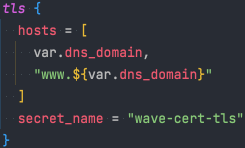 tls {
  hosts = [
    var.dns_domain,
    "www.${var.dns_domain}"
  ]
  secret_name = "wave-cert-tls"
}